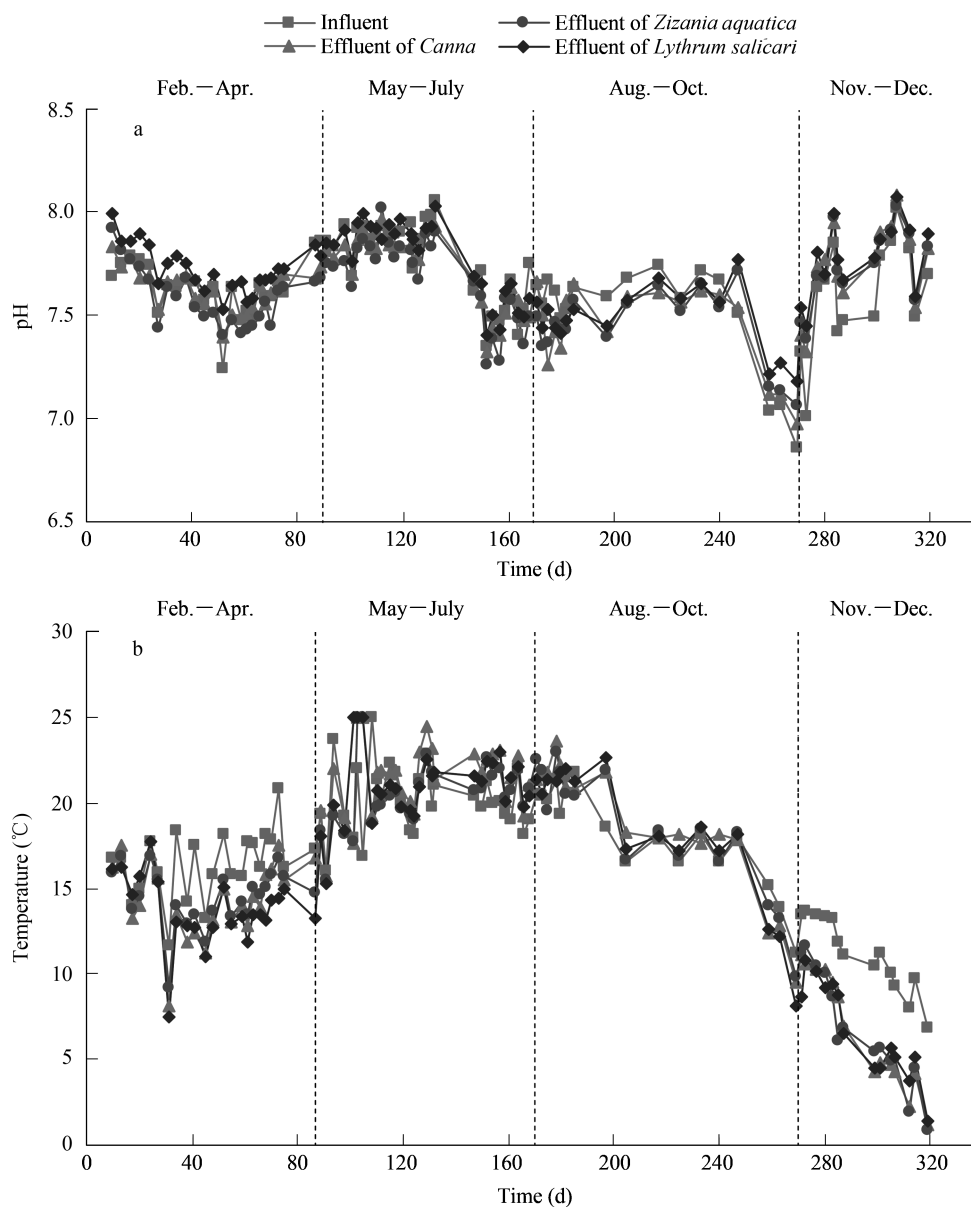 Influent
Effluent of Zizania aquatica
Effluent of Canna
Effluent of Lythrum salicari
Feb.—Apr.
May—July
Aug.—Oct.
Nov.—Dec.
a
8.5
8.0
7.5
7.0
6.5
pH
0
40
80
120
160
200
240
280
320
Time (d)
Feb.—Apr.
May—July
Aug.—Oct.
Nov.—Dec.
b
30
25
20
15
10
5
0
Temperature (℃)
0
40
80
120
160
200
240
280
320
Time (d)